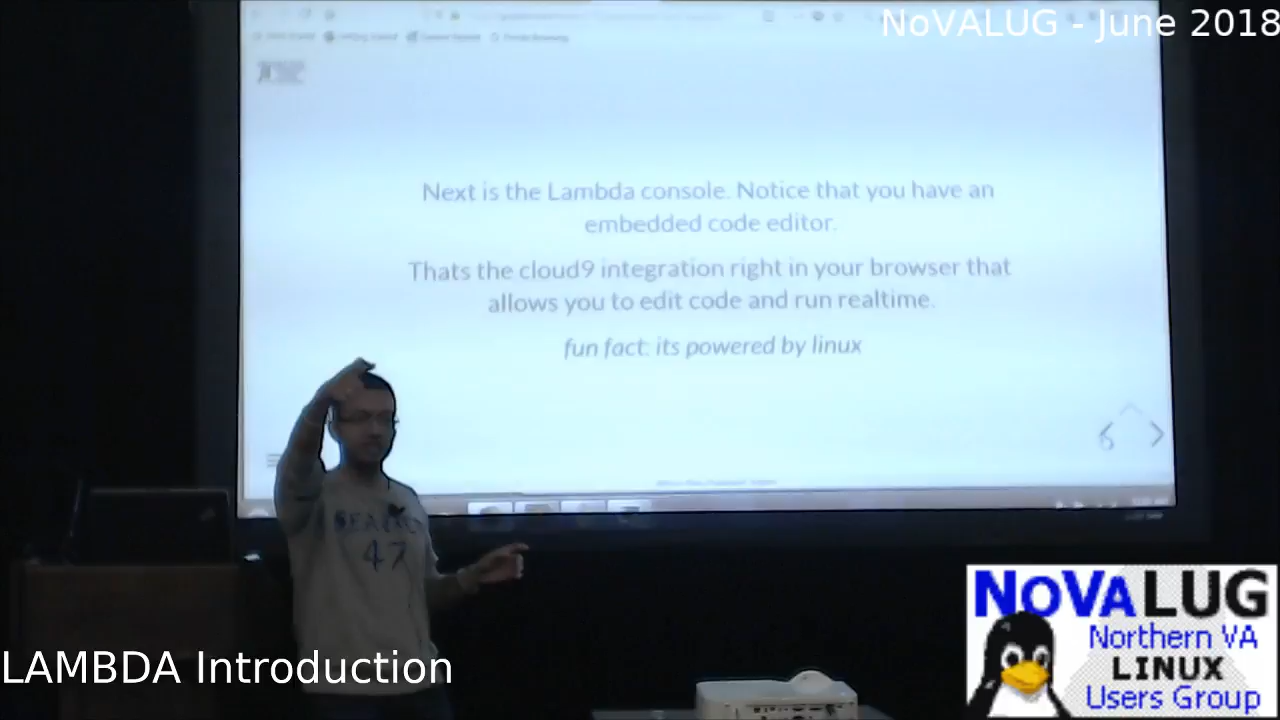 NoVALUG - June 2018
Next is the Lambda console. Notice that you have an
embedded code editor.
Thats the cloud9 integration right in your browser that
allows you to edit code and run realtime.
fun fact: its powered by linux
47
LAMBDA Introduction
NoVALUG
Northern VA
LINUX
Users Group